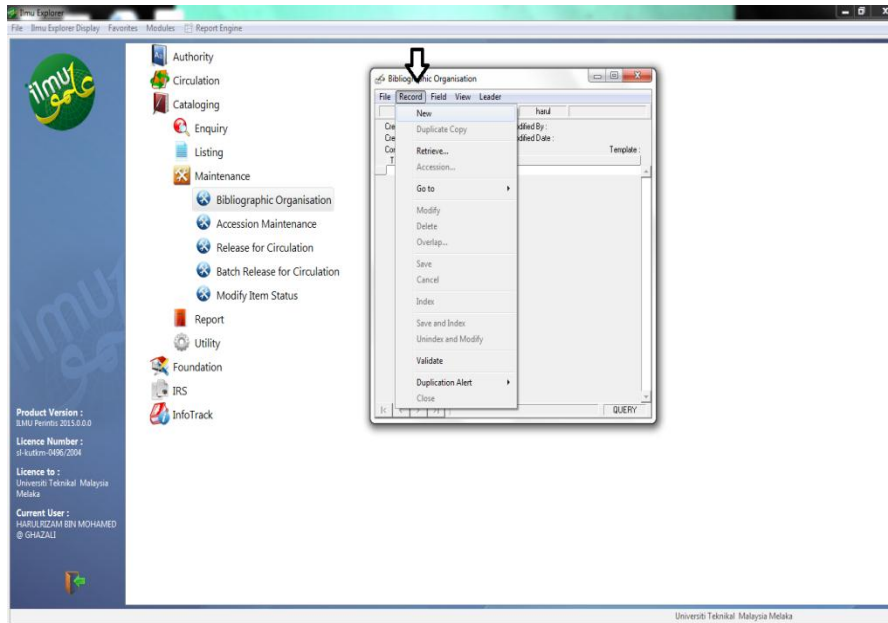 Ilmu Explorer
File Ilmu Explorer Display Favorites Modules Report Engine
ilmu علمو
Authority
Circulation
Cataloging
Enquiry
Listing
Maintenance
Bibliographic Organisation
Accession Maintenance
Release for Circulation
Batch Release for Circulation
Modify Item Status
Report
Utility
Foundation
IRS
InfoTrack
Product Version :
ILMU Perintis 2015.0.0.0
Licence Number :
sl-kutkm-0496/2004
Licence to :
Universiti Teknikal Malaysia
Melaka
Current User :
HARULRIZAM BIN MOHAMED
@ GHAZALI
Bibliographic Organisation
File Record Field View Leader
harul
Template :
New
Duplicate Copy
Retrieve...
Accession...
Go to
Modify
Delete
Overlap...
Save
Cancel
Index
Save and Index
Unindex and Modify
Validate
Duplication Alert
Close
QUERY
Universiti Teknikal Malaysia Melaka